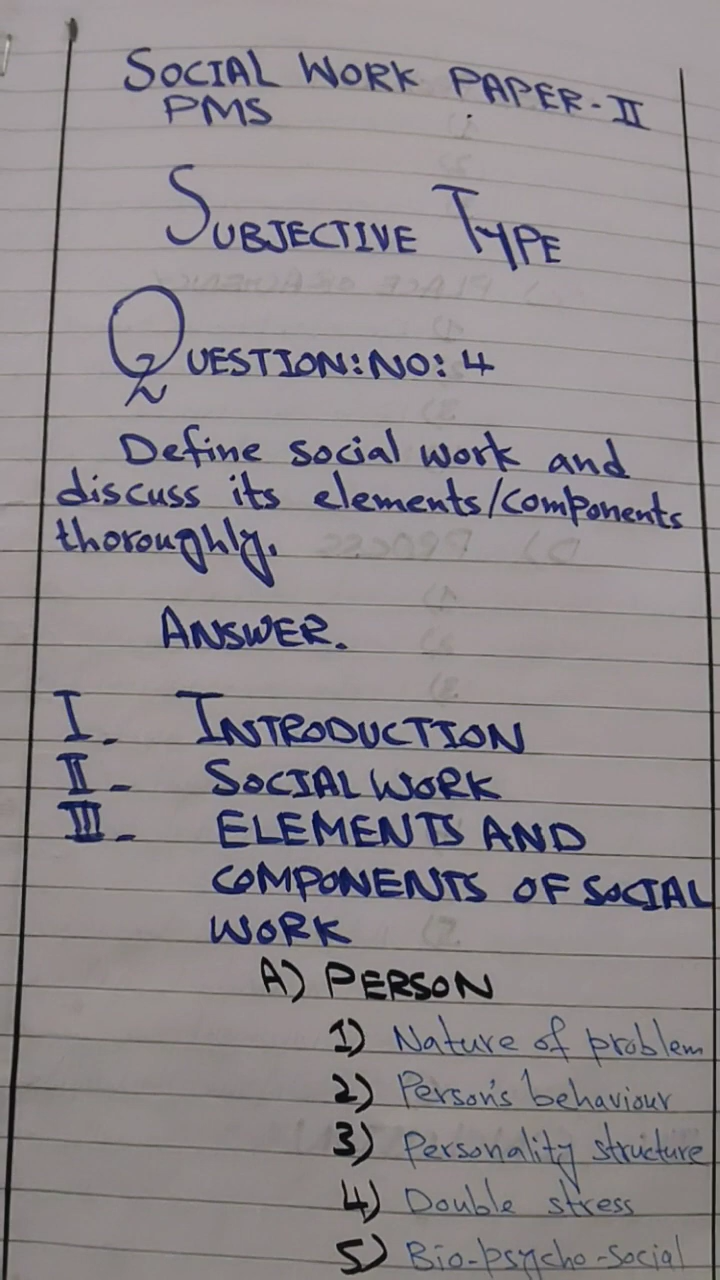 SOCIAL WORK PAPER-II
PMS
SUBJECTIVE TYPE
QUESTION:NO: 4
Define social work and
discuss its elements/components
thoroughly.
ANSWER.
I. INTRODUCTION
II- SOCIAL WORK
III- ELEMENTS AND
COMPONENTS OF SOCIAL
WORK
A) PERSON
1) Nature of problem
2) Person's behaviour
3) Personality structure
4) Double stress
5) Bio-psycho-social